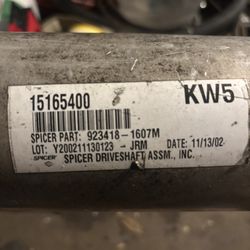 15165400 KW5
SPICER PART: 923418-1607M
LOT: Y200211130123 -JRM DATE: 11/13/02
SPICER SPICER DRIVESHAFT ASSM., INC.